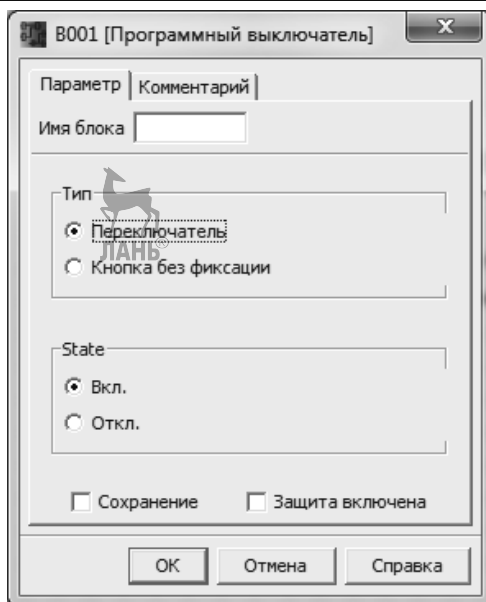 B001 [Программный выключатель]
Параметр Комментарий
Имя блока
Тип
Переключатель
ЛАНЬ®
Кнопка без фиксации
State
Вкл.
Откл.
Сохранение Защита включена
OK Отмена Справка